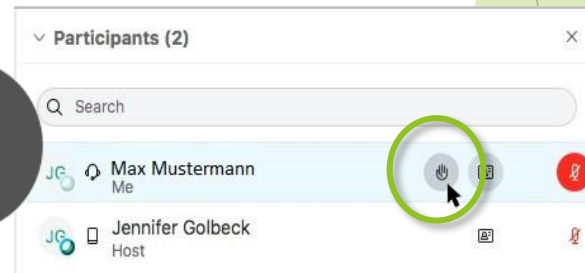 Participants (2)
Search
JG Max Mustermann
Me
JG Jennifer Golbeck
Host